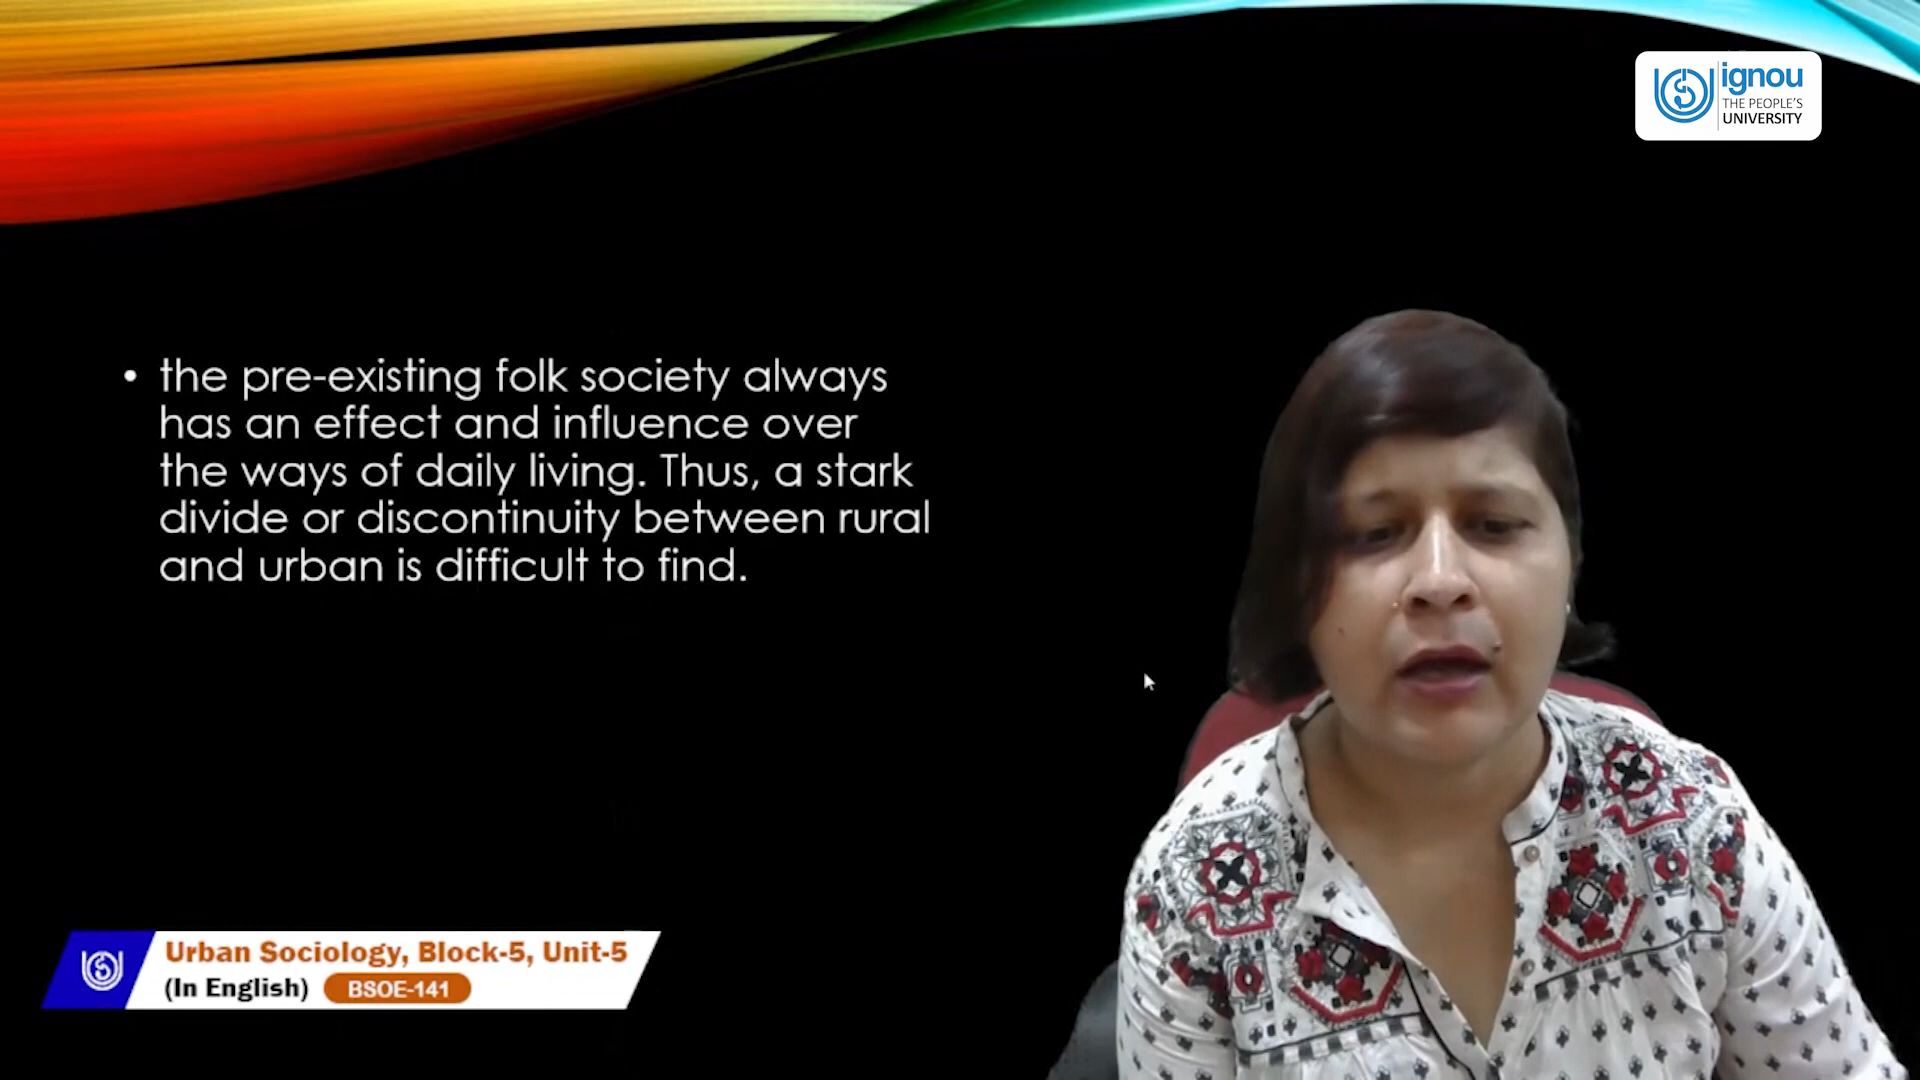 ignou
THE PEOPLE'S
UNIVERSITY
• the pre-existing folk society always
has an effect and influence over
the ways of daily living. Thus, a stark
divide or discontinuity between rural
and urban is difficult to find.
Urban Sociology, Block-5, Unit-5
(In English) BSOE-141